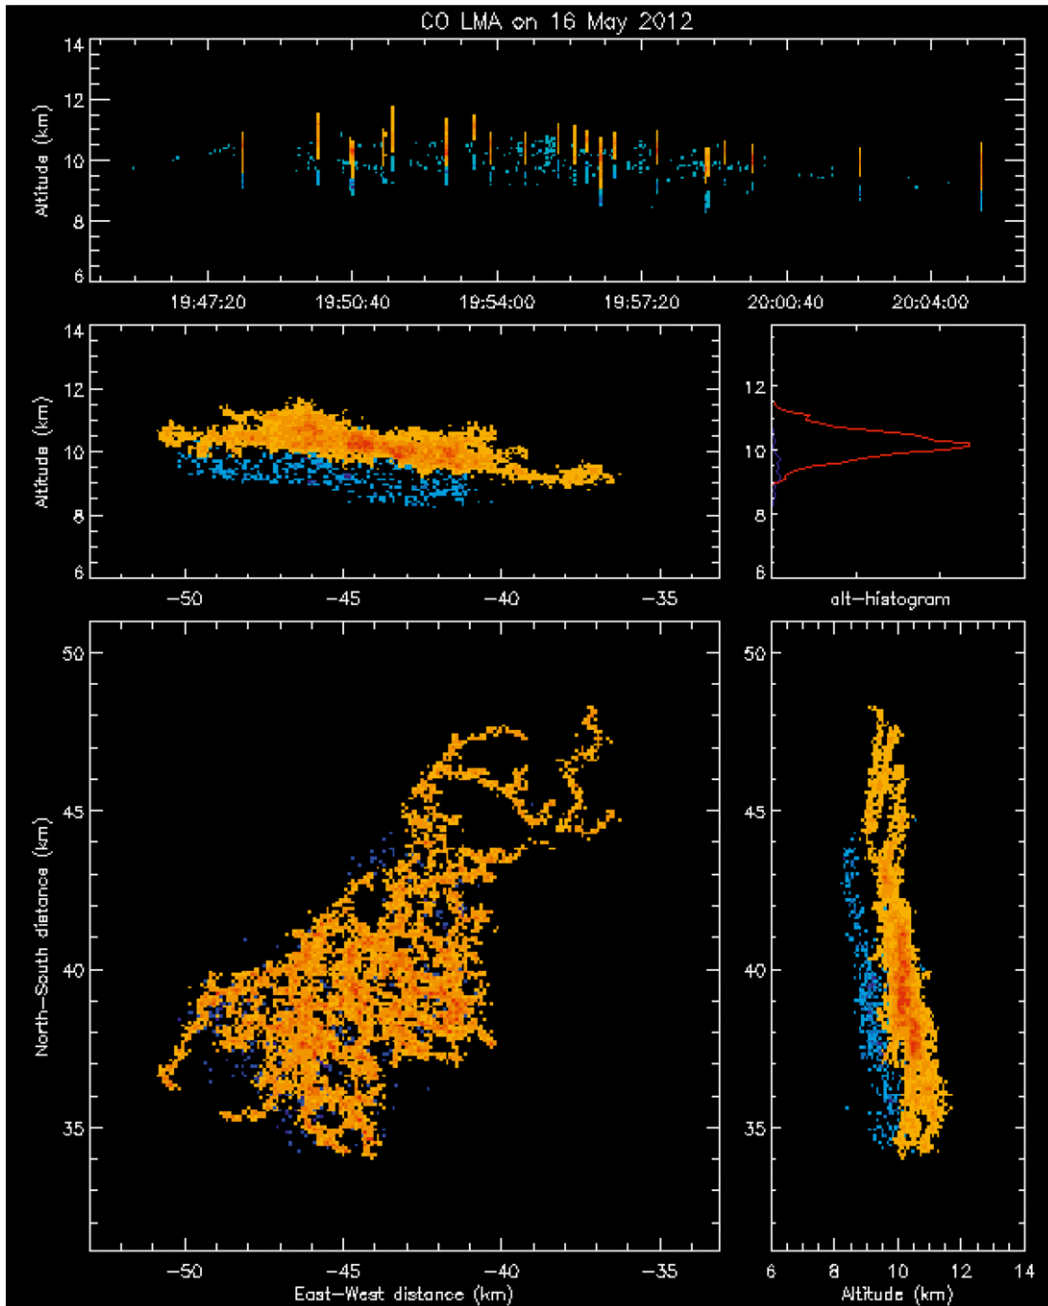 CO LMA on 16 May 2012
14
12
10
8
6
Altitude (km)
19:47:20 19:50:40 19:54:00 19:57:20 20:00:40 20:04:00
14
12
10
8
6
Altitude (km)
-50 -45 -40 -35
12
10
8
6
alt-histogram
50
45
40
35
North-South distance (km)
-50 -45 -40 -35
East-West distance (km)
50
45
40
35
6 8 10 12 14
Altitude (km)